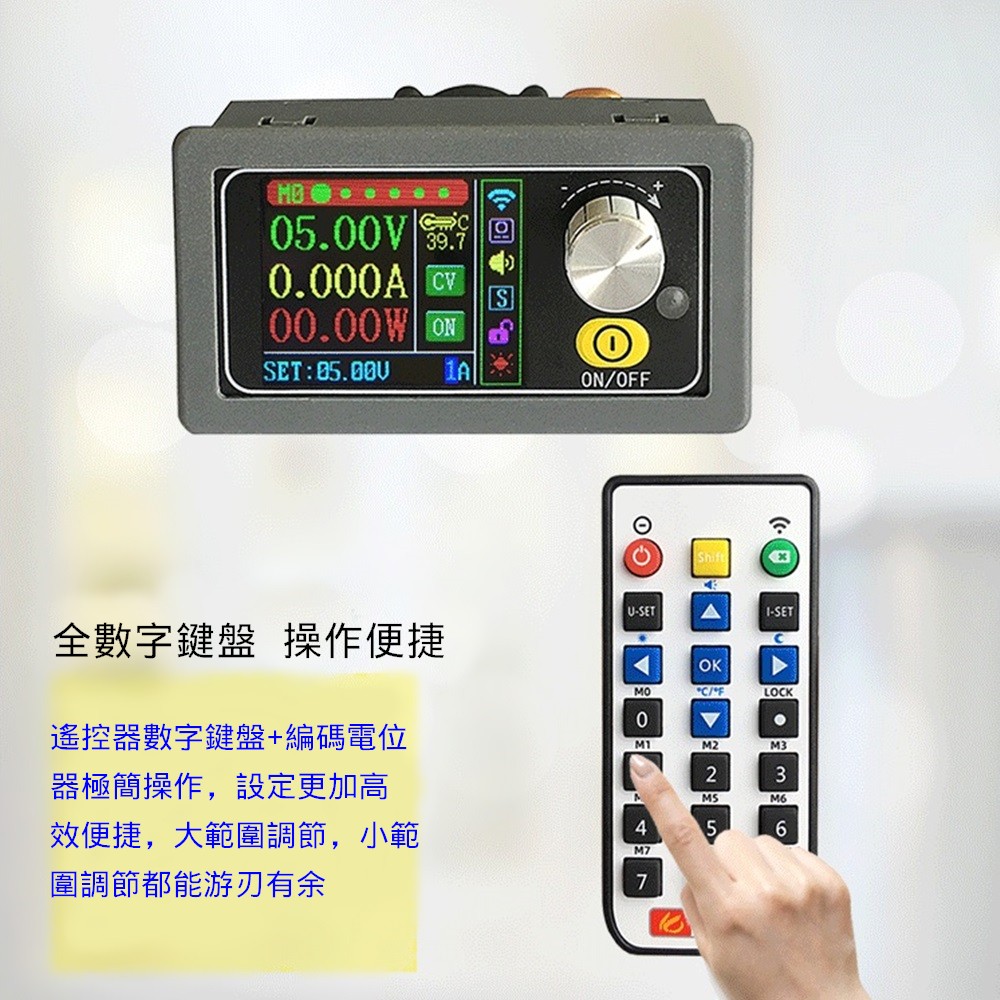 M0
05.00V
°C
39.7
0.000A
CV
00.00W
ON
S
SET:05.00V 1A
- +
ON/OFF
Shift
U-SET
I-SET
OK
M0
°C/°F
LOCK
0
M1
M2
M3
2
3
M5
M6
4
5
6
M7
7
全數字鍵盤 操作便捷
遙控器數字鍵盤+編碼電位
器極簡操作，設定更加高
效便捷，大範圍調節，小範
圍調節都能游刃有余